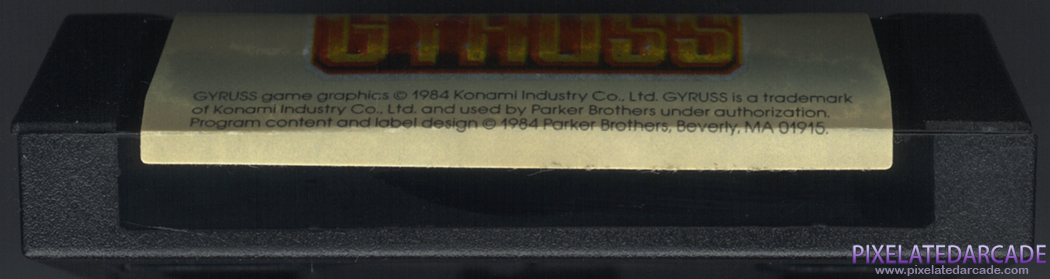 GYRUSS
GYRUSS game graphics © 1984 Konami Industry Co., Ltd. GYRUSS is a trademark
of Konami Industry Co., Ltd. and used by Parker Brothers under authorization.
Program content and label design © 1984 Parker Brothers, Beverly, MA 01915.
PIXELATEDARCADE
www.pixelatedarcade.com